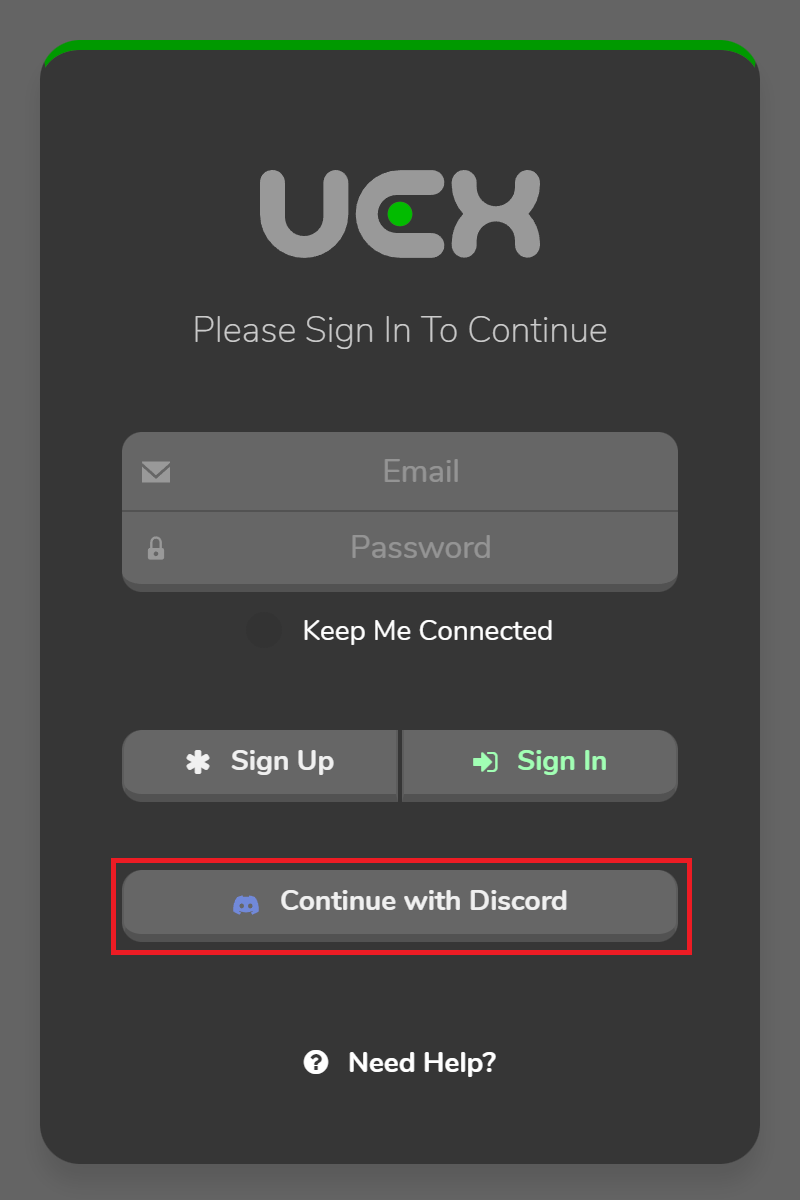 UEX
Please Sign In To Continue
Email
Password
Keep Me Connected
Sign Up
Sign In
Continue with Discord
Need Help?